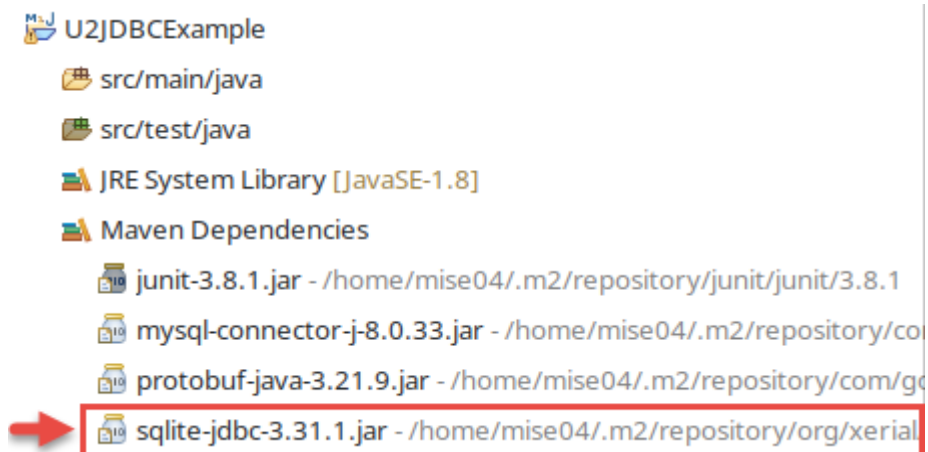 U2JDBCExample
src/main/java
src/test/java
JRE System Library [JavaSE-1.8]
Maven Dependencies
junit-3.8.1.jar - /home/mise04/.m2/repository/junit/junit/3.8.1
mysql-connector-j-8.0.33.jar - /home/mise04/.m2/repository/co
protobuf-java-3.21.9.jar - /home/mise04/.m2/repository/com/go
sqlite-jdbc-3.31.1.jar - /home/mise04/.m2/repository/org/xerial